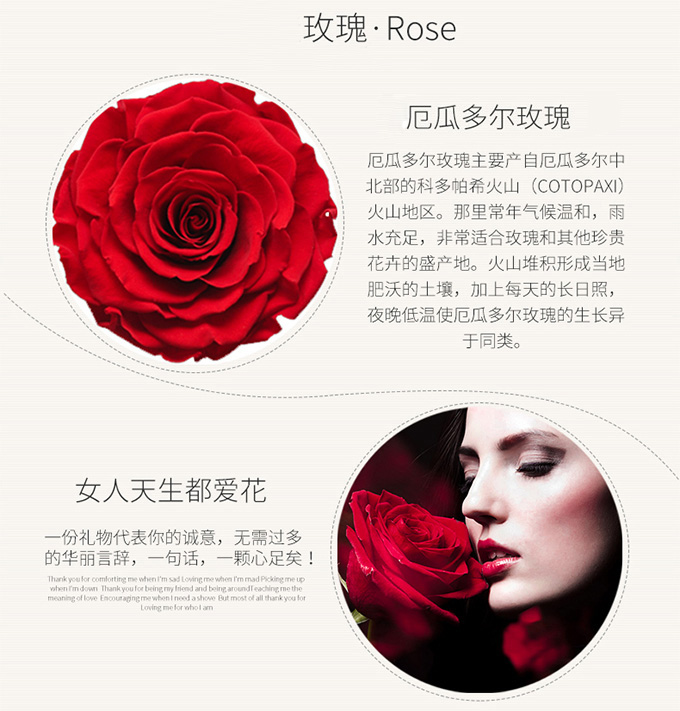 玫瑰·Rose
厄瓜多尔玫瑰
厄瓜多尔玫瑰主要产自厄瓜多尔中
北部的科多帕希火山（COTOPAXI）
火山地区。那里常年气候温和，雨
水充足，非常适合玫瑰和其他珍贵
花卉的盛产地。火山堆积形成当地
肥沃的土壤，加上每天的长日照，
夜晚低温使厄瓜多尔玫瑰的生长异
于同类。
女人天生都爱花
一份礼物代表你的诚意，无需过多
的华丽言辞，一句话，一颗心足矣！
Thank you for comforting me when I'm sad Loving me when I'm mad Picking me up
when I'm down Thank you for being my friend and being around Teaching me the
meaning of love Encouraging me when I need a shove But most of all thank you for
Loving me for who I am